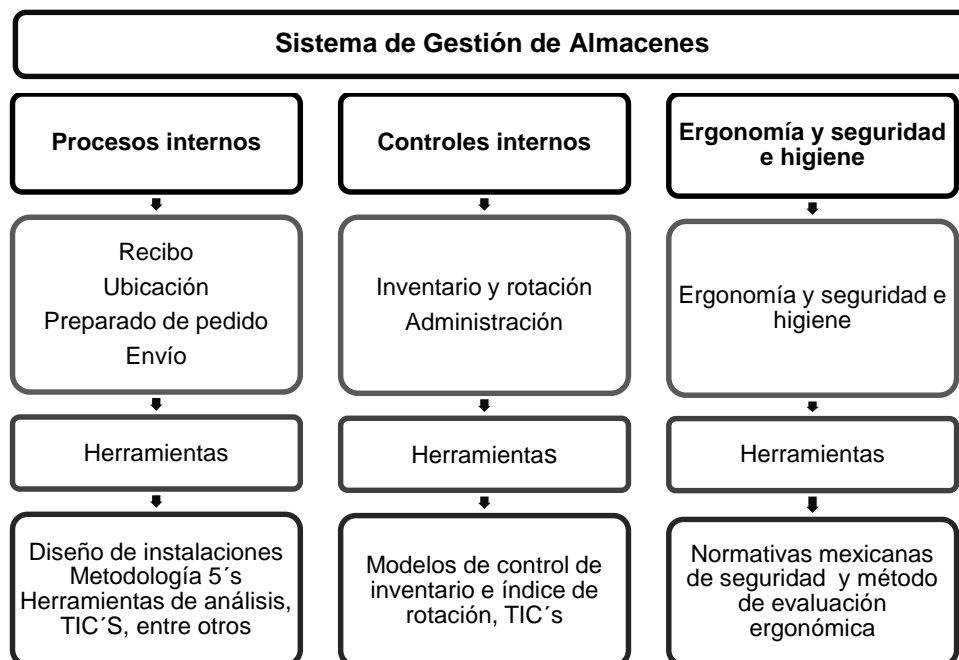 Sistema de Gestión de Almacenes
Procesos internos
Recibo
Ubicación
Preparado de pedido
Envío
Herramientas
Diseño de instalaciones
Metodología 5´s
Herramientas de análisis,
TIC´S, entre otros
Controles internos
Inventario y rotación
Administración
Herramientas
Modelos de control de
inventario e índice de
rotación, TIC´s
Ergonomía y seguridad
e higiene
Ergonomía y seguridad e
higiene
Herramientas
Normativas mexicanas
de seguridad y método
de evaluación
ergonómica